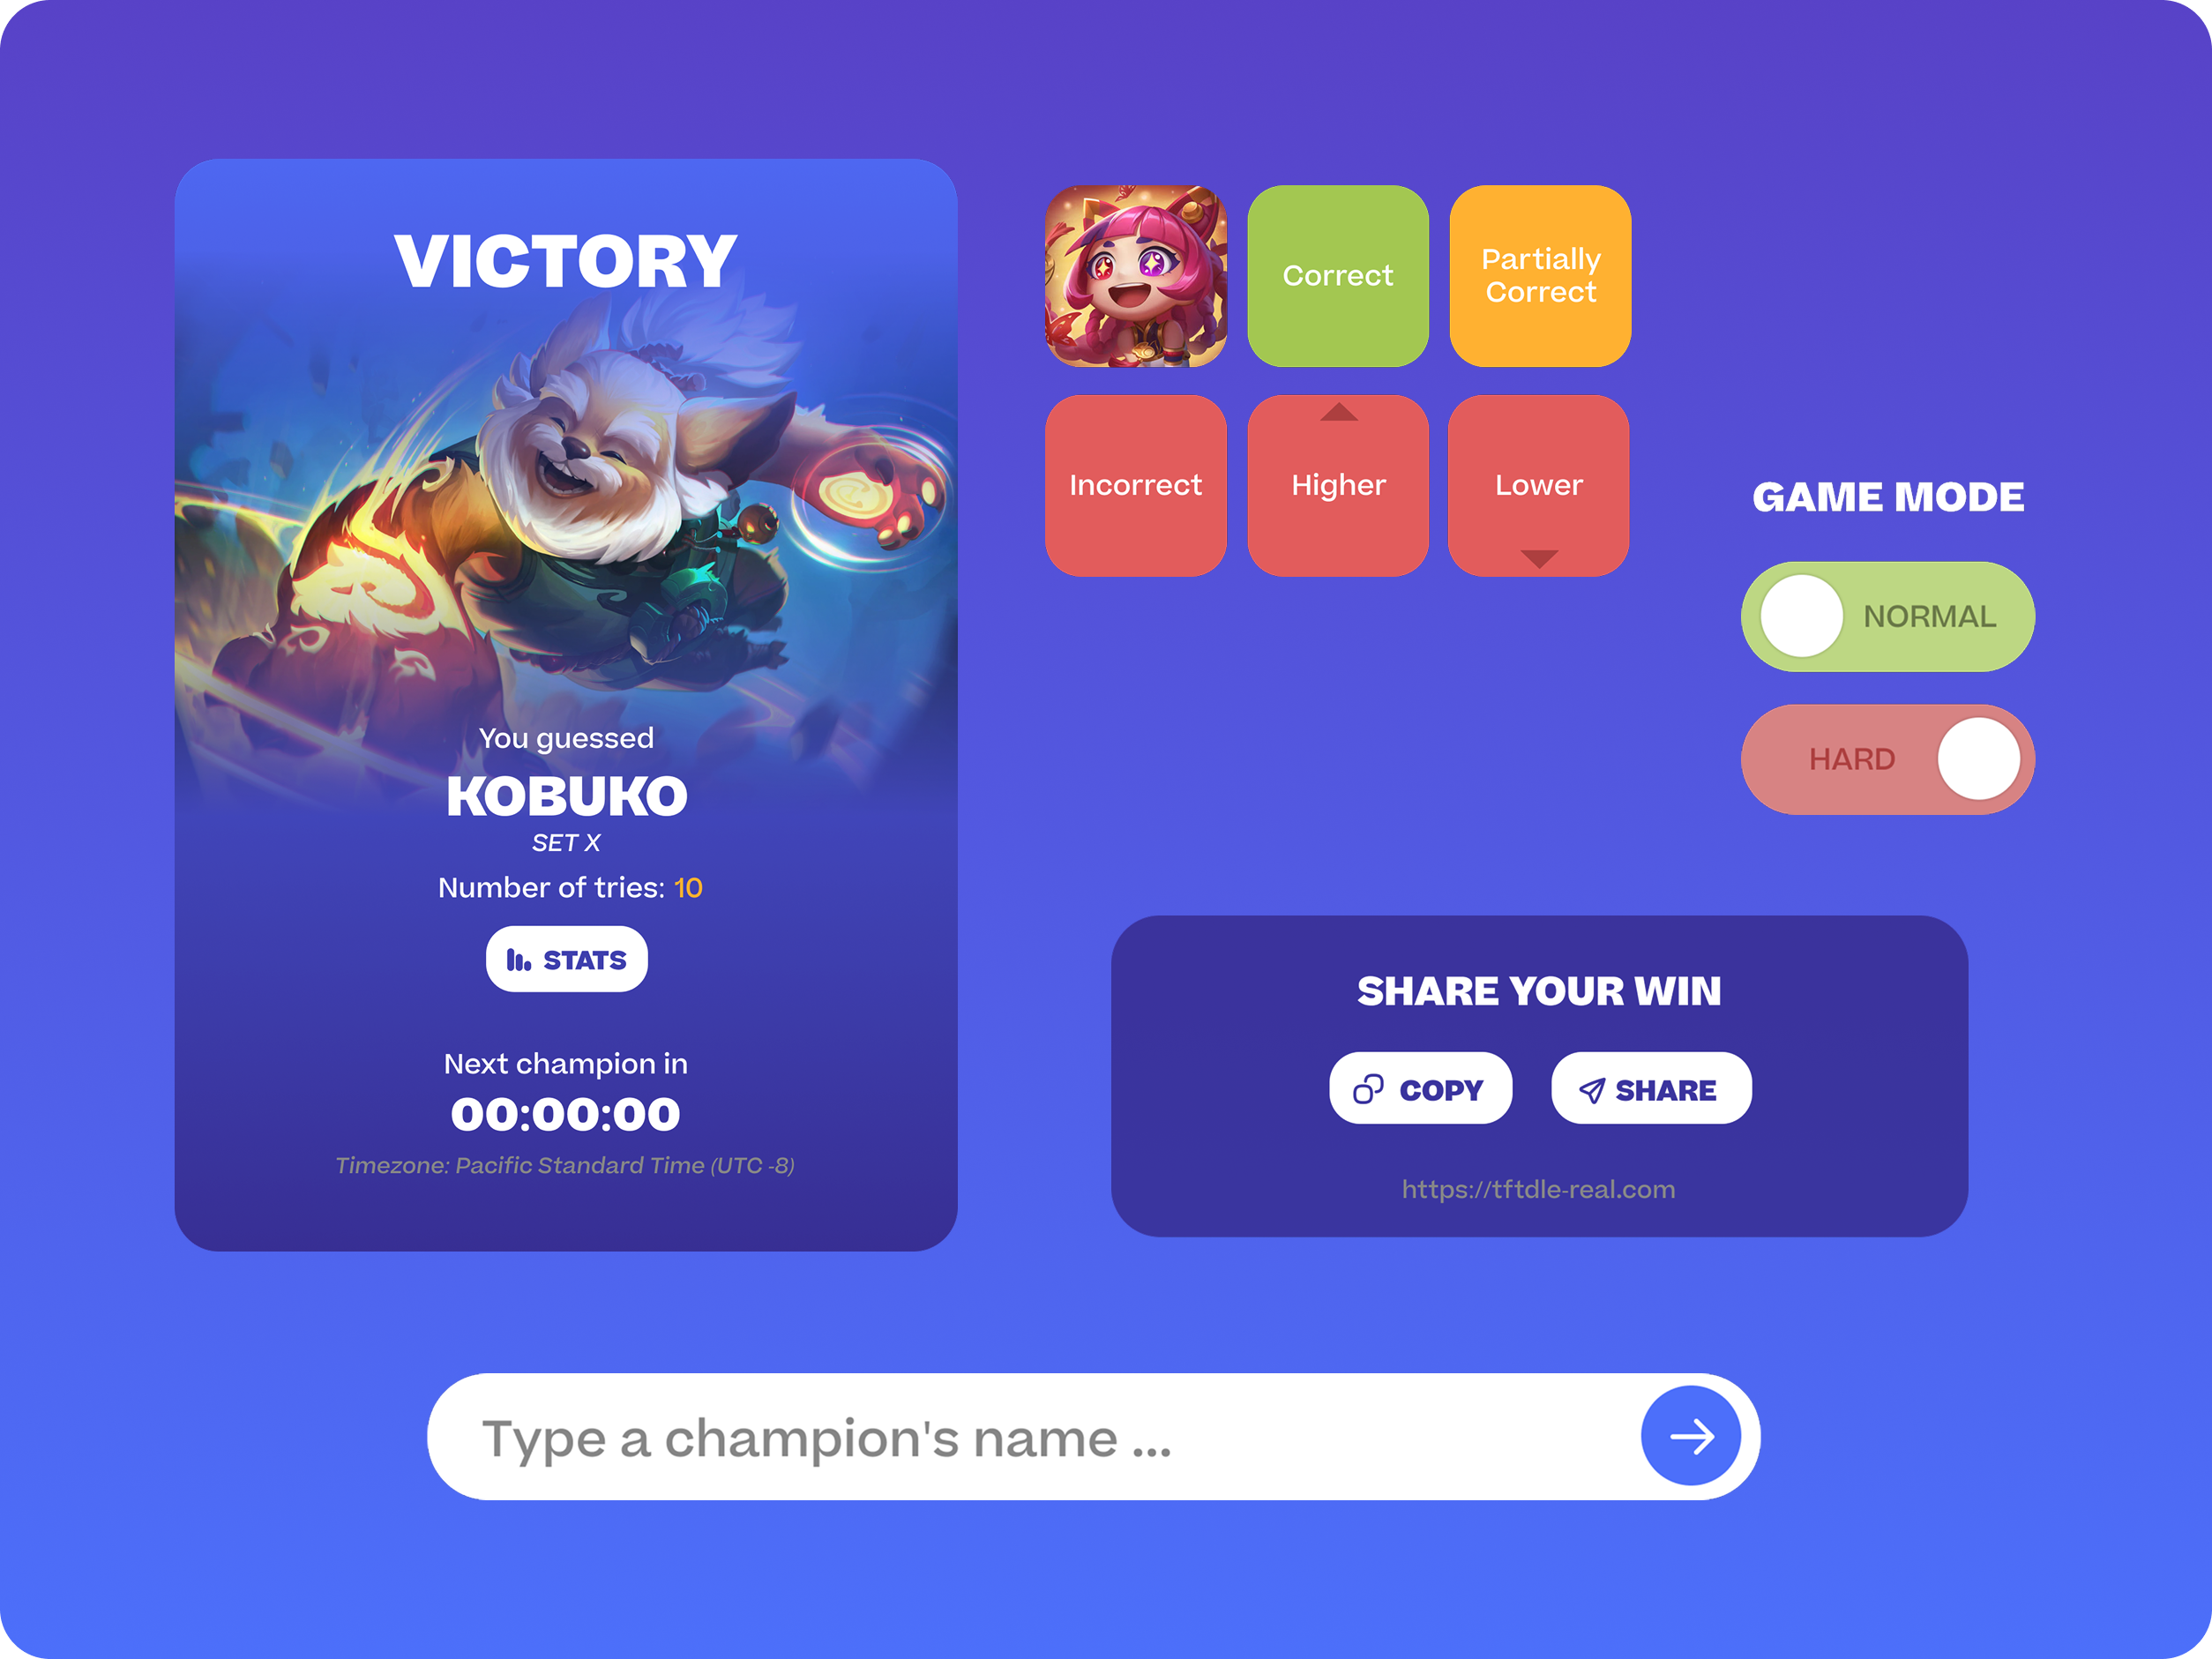 VICTORY
You guessed
KOBUKO
SET X
Number of tries: 10
STATS
Next champion in
00:00:00
Timezone: Pacific Standard Time (UTC -8)
Correct
Partially
Correct
Incorrect
Higher
Lower
GAME MODE
NORMAL
HARD
SHARE YOUR WIN
COPY
SHARE
https://tftdle-real.com
Type a champion's name ...